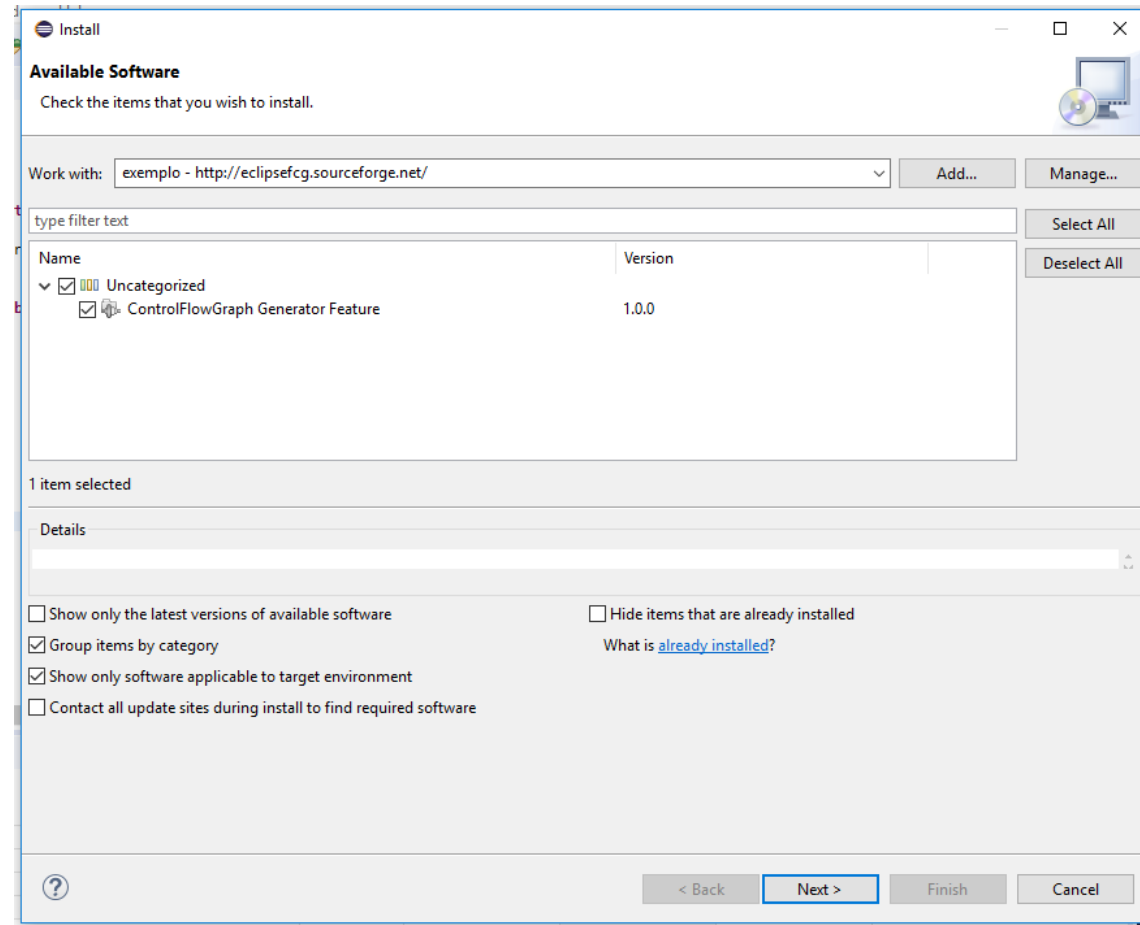 Install
Available Software
Check the items that you wish to install.
Work with: exemplo - http://eclipsefcg.sourceforge.net/ Add... Manage...
type filter text Select All
Deselect All
Name Version
Uncategorized
ControlFlowGraph Generator Feature 1.0.0
1 item selected
Details
Show only the latest versions of available software Hide items that are already installed
Group items by category What is already installed?
Show only software applicable to target environment
Contact all update sites during install to find required software
? < Back Next > Finish Cancel